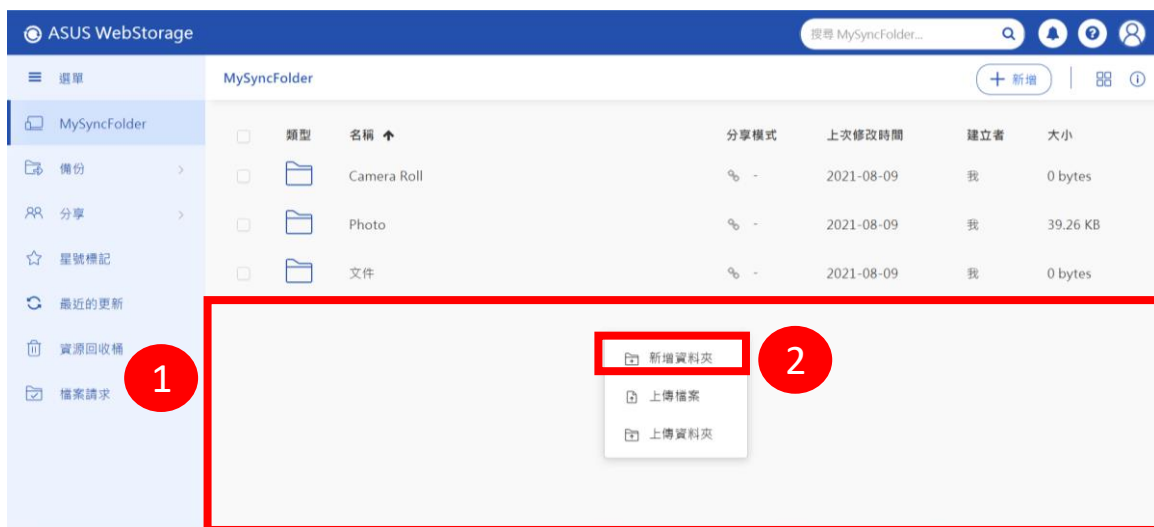 ASUS WebStorage
搜尋 MySyncFolder...
選單
MySyncFolder
+ 新增
MySyncFolder
備份
分享
星號標記
最近的更新
資源回收桶
檔案請求
類型 名稱 分享模式 上次修改時間 建立者 大小
Camera Roll - 2021-08-09 我 0 bytes
Photo - 2021-08-09 我 39.26 KB
文件 - 2021-08-09 我 0 bytes
1
新增資料夾
2
上傳檔案
上傳資料夾